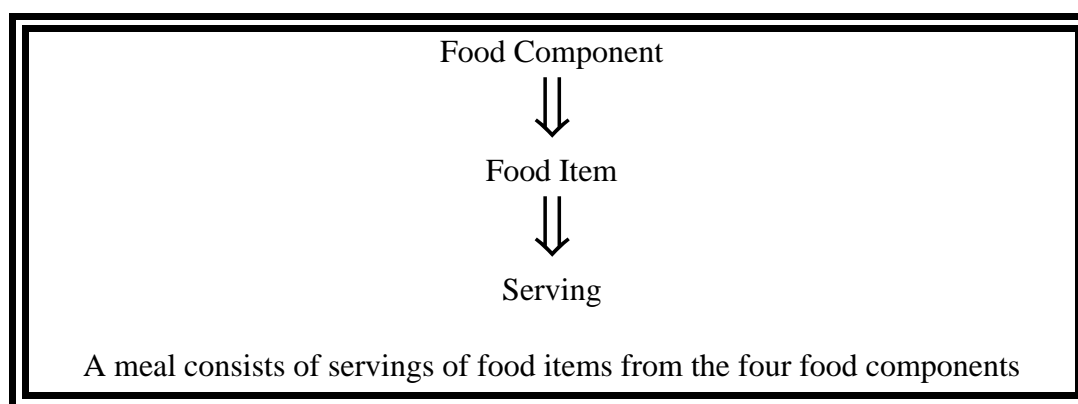 Food Component
Food Item
Serving
A meal consists of servings of food items from the four food components